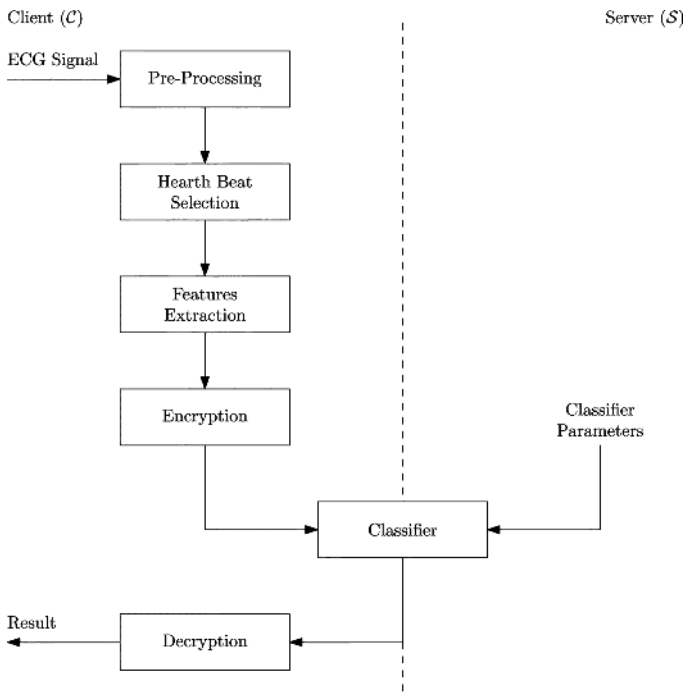 Client (𝒞)
Server (𝒮)
ECG Signal
Pre-Processing
Hearth Beat
Selection
Features
Extraction
Encryption
Classifier
Parameters
Classifier
Result
Decryption